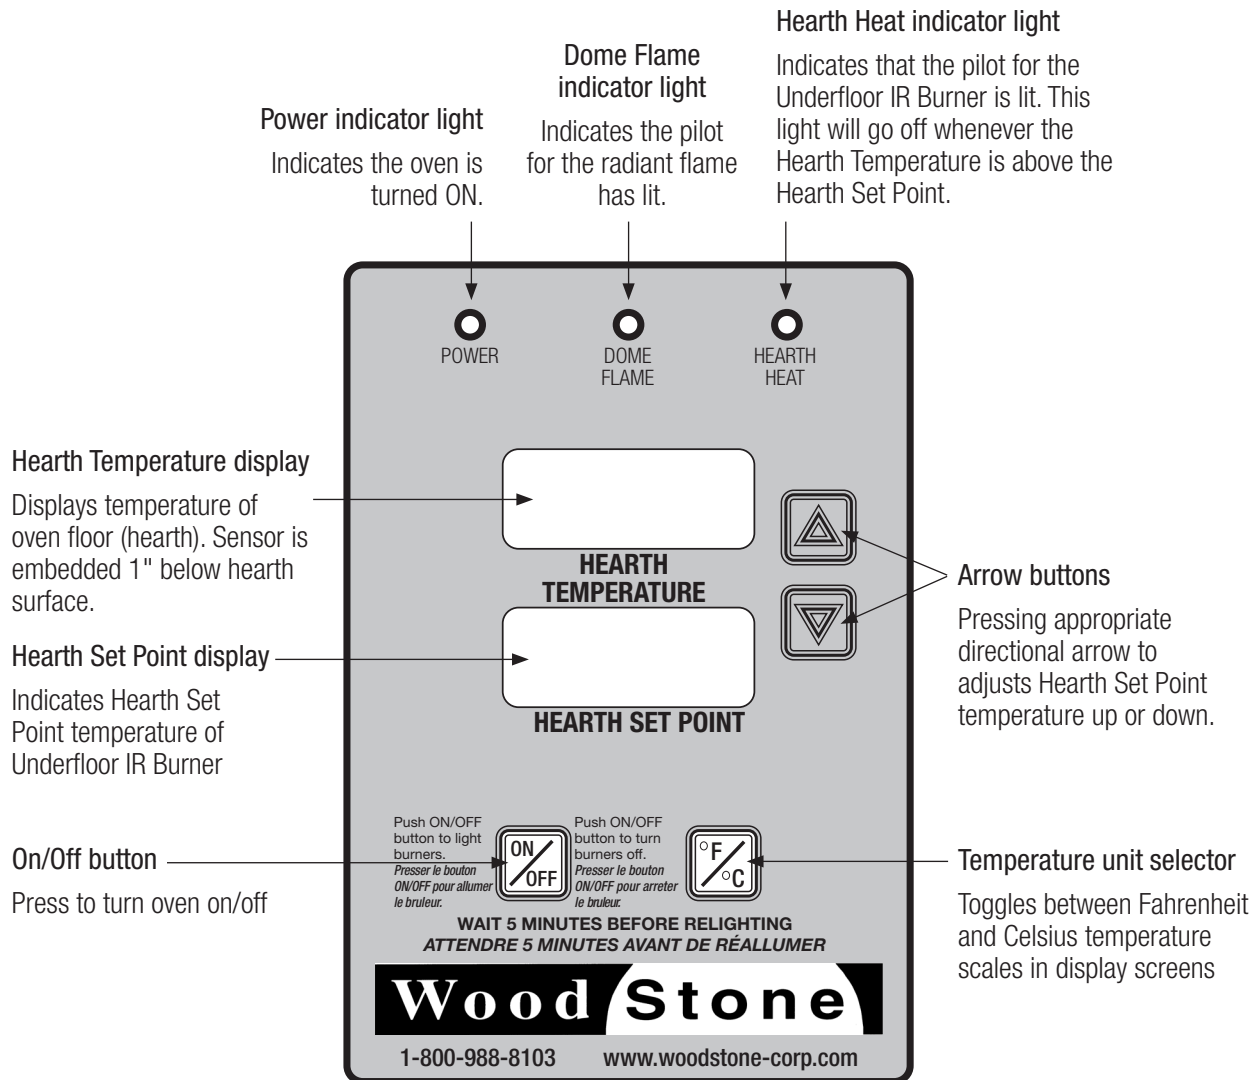 Hearth Heat indicator light
Indicates that the pilot for the
Underfloor IR Burner is lit. This
light will go off whenever the
Hearth Temperature is above the
Hearth Set Point.
Dome Flame
indicator light
Indicates the pilot
for the radiant flame
has lit.
Power indicator light
Indicates the oven is
turned ON.
POWER
DOME
FLAME
HEARTH
HEAT
Hearth Temperature display
Displays temperature of
oven floor (hearth). Sensor is
embedded 1" below hearth
surface.
HEARTH
TEMPERATURE
Arrow buttons
Pressing appropriate
directional arrow to
adjusts Hearth Set Point
temperature up or down.
Hearth Set Point display
Indicates Hearth Set
Point temperature of
Underfloor IR Burner
HEARTH SET POINT
On/Off button
Press to turn oven on/off
Push ON/OFF
button to light
burners.
Presser le bouton
ON/OFF pour allumer
le bruleur.
ON
OFF
Push ON/OFF
button to turn
burners off.
Presser le bouton
ON/OFF pour arreter
le bruleur.
°F
°C
Temperature unit selector
Toggles between Fahrenheit
and Celsius temperature
scales in display screens
WAIT 5 MINUTES BEFORE RELIGHTING
ATTENDRE 5 MINUTES AVANT DE RÉALLUMER
Wood Stone
1-800-988-8103 www.woodstone-corp.com